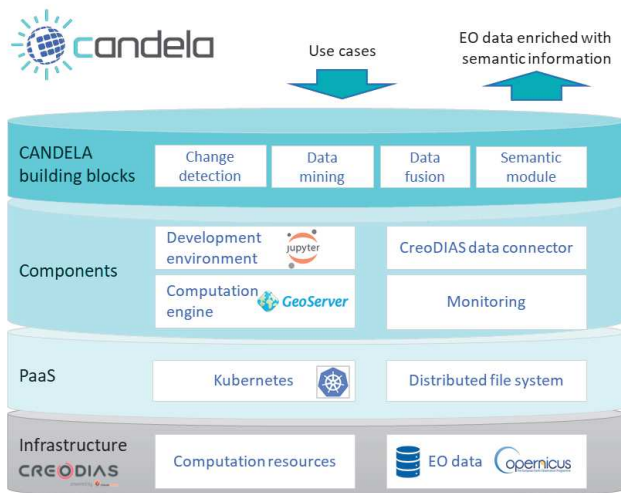 candela
Use cases
EO data enriched with
semantic information
CANDELA
building blocks
Change
detection
Data
mining
Data
fusion
Semantic
module
Components
Development
environment
jupyter
CreoDIAS data connector
Computation
engine
GeoServer
Monitoring
PaaS
Kubernetes
Distributed file system
Infrastructure
CREODIAS
Computation resources
EO data
opernicus